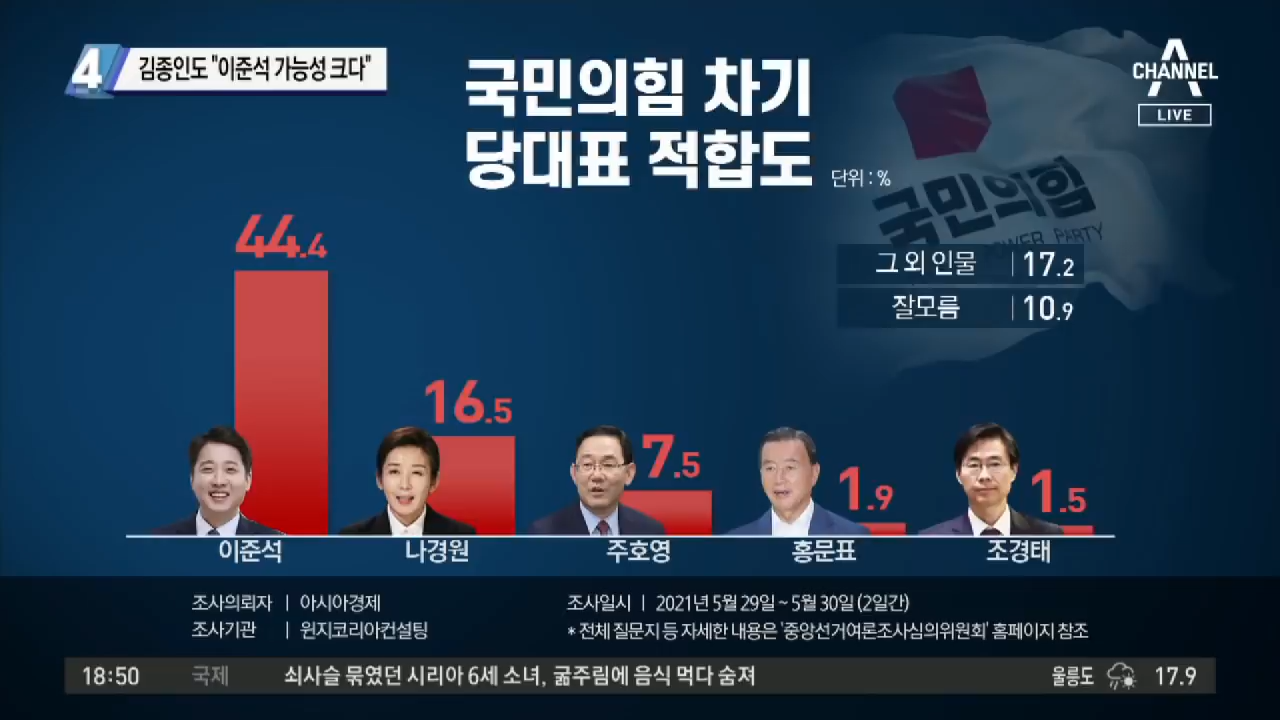 4 김종인도 "이준석 가능성 크다"
CHANNEL A
LIVE
국민의힘 차기
당대표 적합도
단위 : %
국민의힘
POWER PARTY
그 외 인물 | 17.2
잘모름 | 10.9
44.4
16.5
7.5
1.9
1.5
이준석
나경원
주호영
홍문표
조경태
조사의뢰자 | 아시아경제
조사일시 | 2021년 5월 29일 ~ 5월 30일 (2일간)
조사기관 | 윈지코리아컨설팅
* 전체 질문지 등 자세한 내용은 '중앙선거여론조사심의위원회' 홈페이지 참조
18:50 국제 쇠사슬 묶였던 시리아 6세 소녀, 굶주림에 음식 먹다 숨져 울릉도 17.9